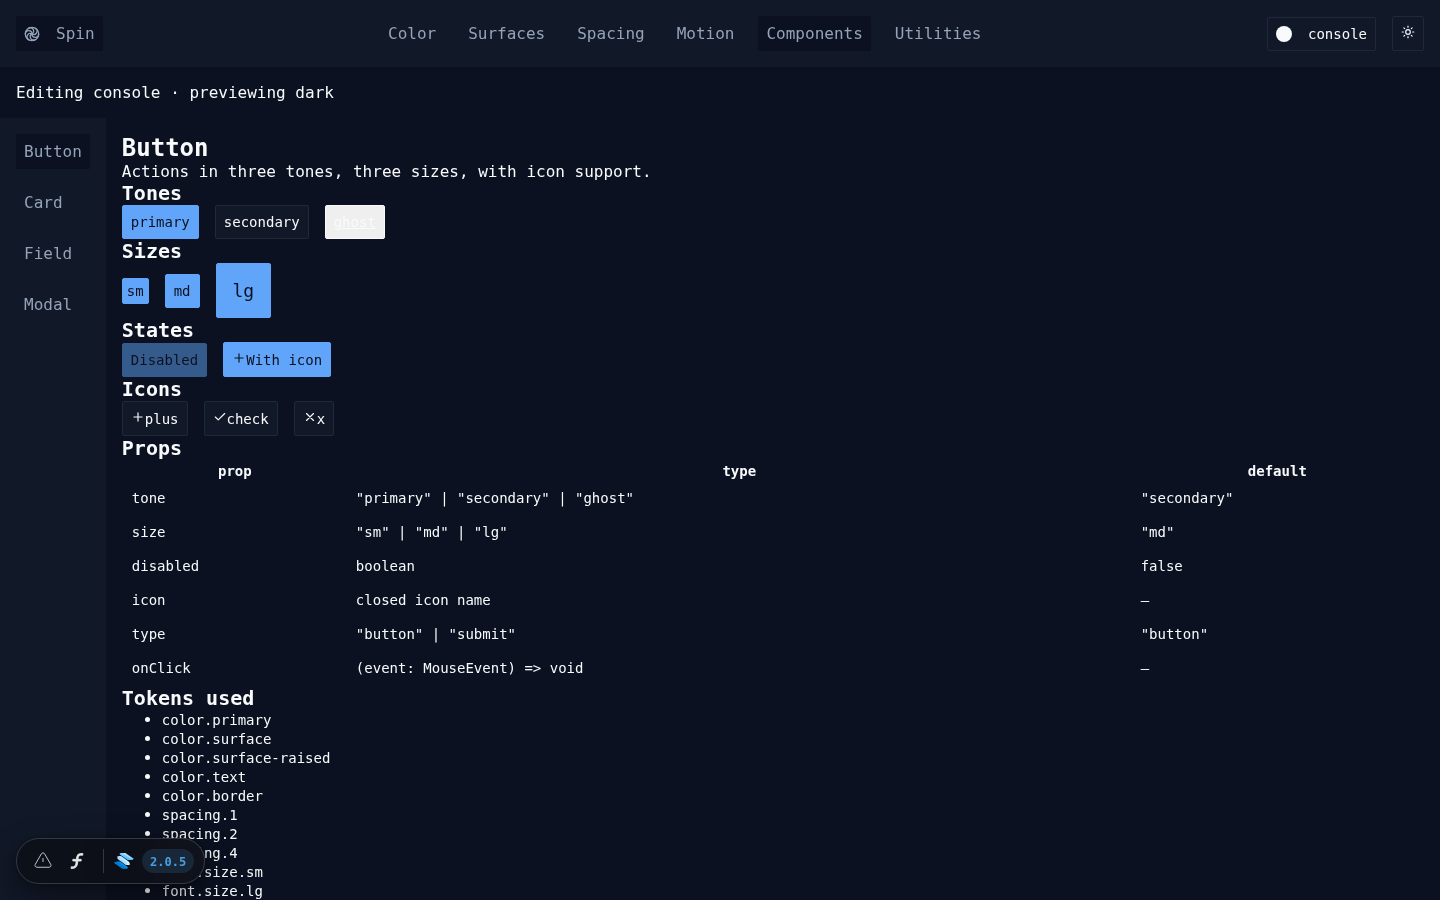 Spin
Color Surfaces Spacing Motion Components Utilities
console
Editing console · previewing dark
Button
Card
Field
Modal
Button
Actions in three tones, three sizes, with icon support.
Tones
primary secondary ghost
Sizes
sm md lg
States
Disabled With icon
Icons
plus check x
Props
prop type default
tone "primary" | "secondary" | "ghost" "secondary"
size "sm" | "md" | "lg" "md"
disabled boolean false
icon closed icon name —
type "button" | "submit" "button"
onClick (event: MouseEvent) => void —
Tokens used
color.primary
color.surface
color.surface-raised
color.text
color.border
spacing.1
spacing.2
ng.4
size.sm
font.size.lg
2.0.5